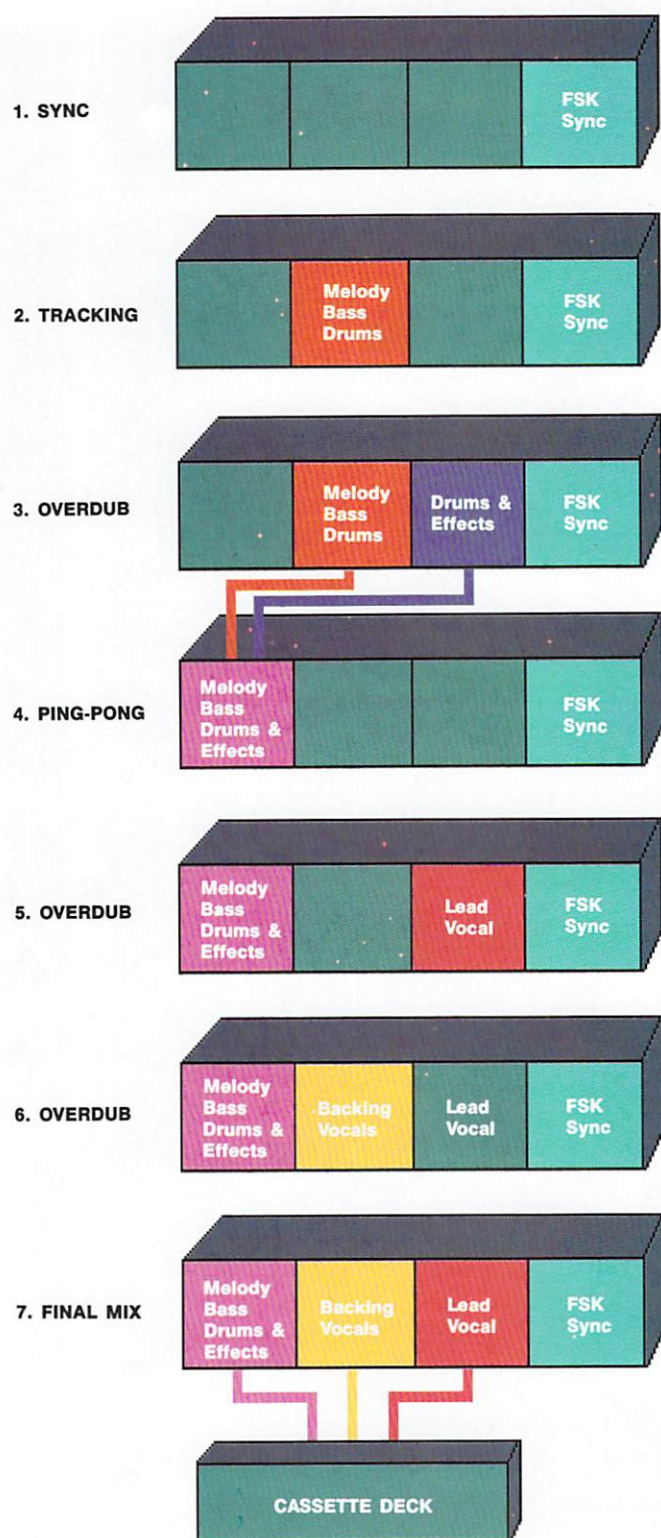 1. SYNC
FSK
Sync
2. TRACKING
Melody
Bass
Drums
FSK
Sync
3. OVERDUB
Melody
Bass
Drums
Drums &
Effects
FSK
Sync
4. PING-PONG
Melody
Bass
Drums &
Effects
FSK
Sync
5. OVERDUB
Melody
Bass
Drums &
Effects
Lead
Vocal
FSK
Sync
6. OVERDUB
Melody
Bass
Drums &
Effects
Backing
Vocals
Lead
Vocal
FSK
Sync
7. FINAL MIX
Melody
Bass
Drums &
Effects
Backing
Vocals
Lead
Vocal
FSK
Sync
CASSETTE DECK